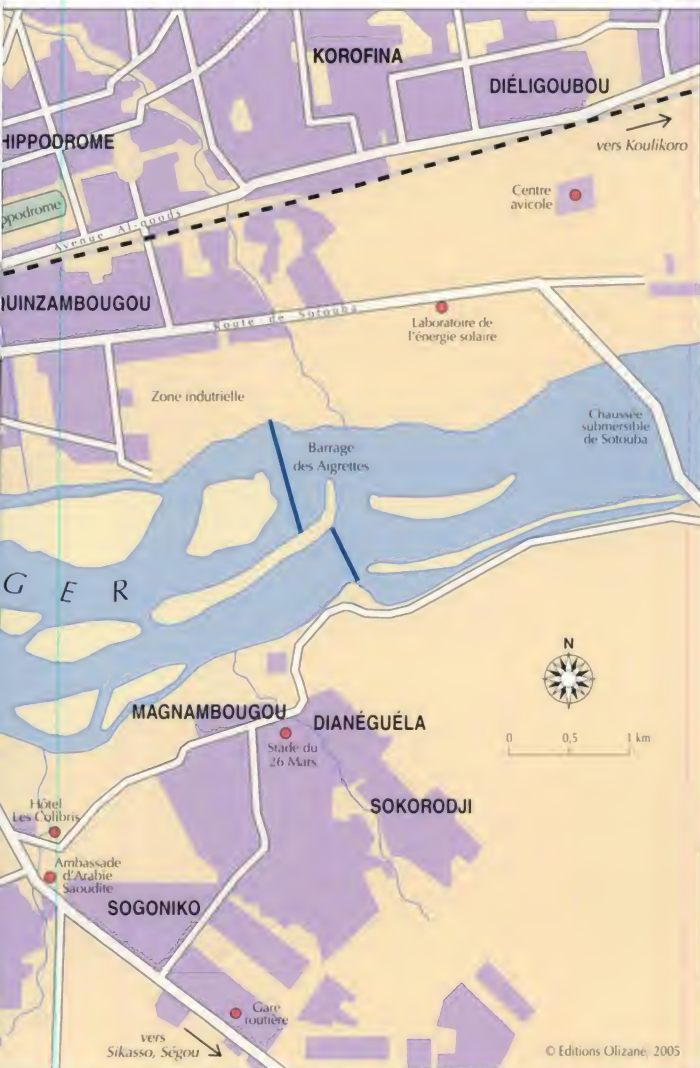 KOROFINA
DIÉLIGOUBOU
HIPPODROME
vers Koulikoro
Centre
avicole
ppodrome
Avenue Al-qoods
UINZAMBOUGOU
Route de Sotouba
Laboratoire de
l'énergie solaire
Zone indutrielle
Chaussée
submersible
de Sotouba
Barrage
des Aigrettes
G E R
N
MAGNAMBOUGOU
DIANÉGUÉLA
0 0,5 1 km
Stade du
26 Mars
SOKORODJI
Hôtel
Les Colibris
Ambassade
d'Arabie
Saoudite
SOGONIKO
Gare
routière
vers
Sikasso, Ségou
© Editions Olizane, 2005